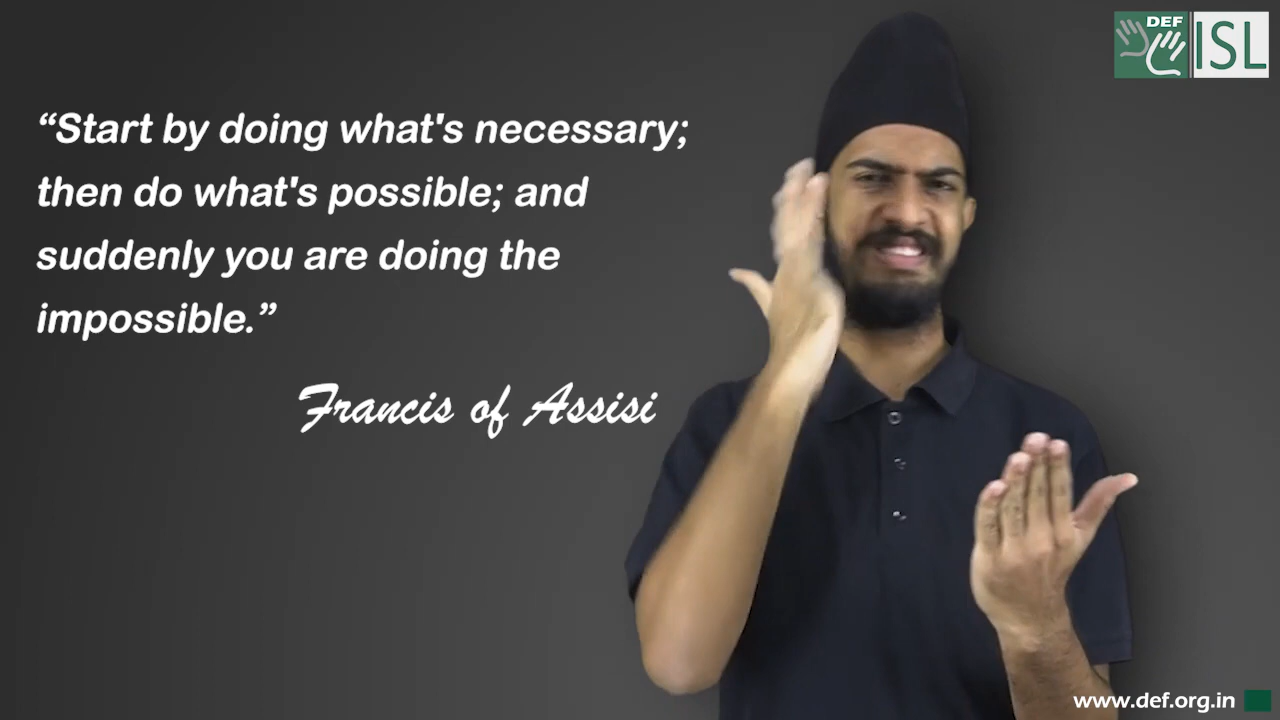 “Start by doing what's necessary;
then do what's possible; and
suddenly you are doing the
impossible.”
Francis of Assisi
DEF
ISL
www.def.org.in